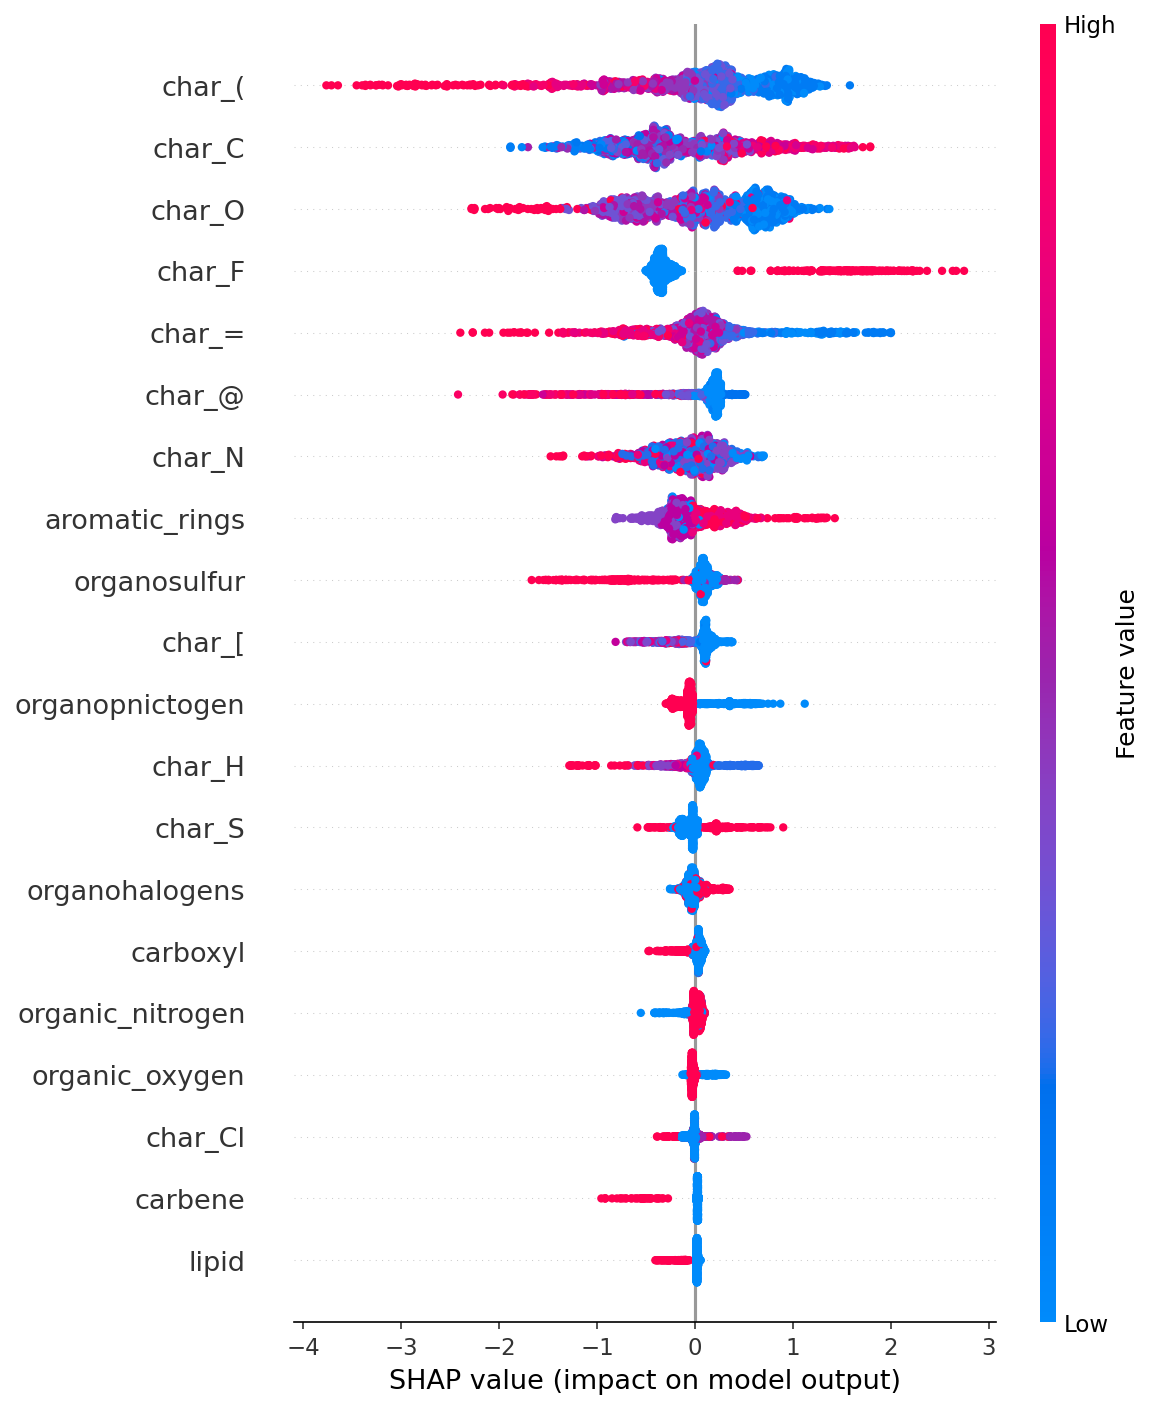 High
char_(
char_C
char_O
char_F
char_=
char_@
char_N
aromatic_rings
organosulfur
char_[
organopnictogen
char_H
char_S
organohalogens
carboxyl
organic_nitrogen
organic_oxygen
char_Cl
carbene
lipid
Low
Feature value
−4 −3 −2 −1 0 1 2 3
SHAP value (impact on model output)